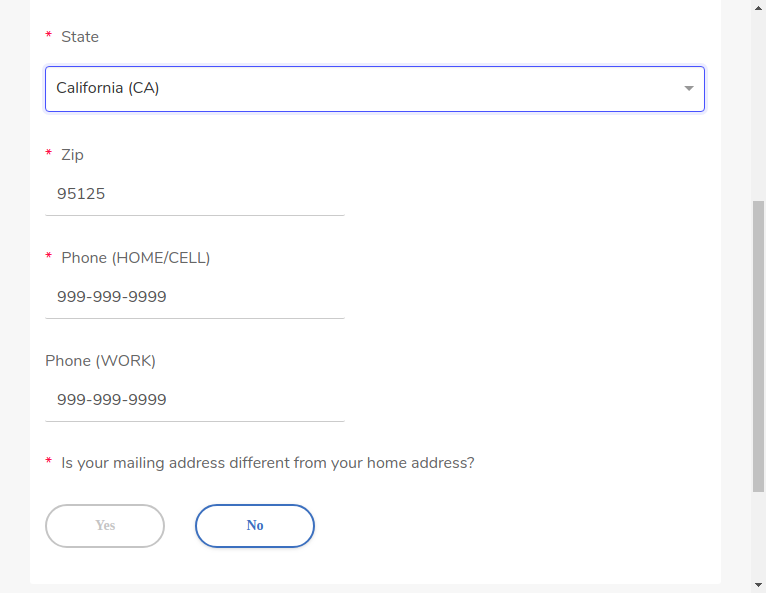 * State
California (CA)
* Zip
95125
* Phone (HOME/CELL)
999-999-9999
Phone (WORK)
999-999-9999
* Is your mailing address different from your home address?
Yes No